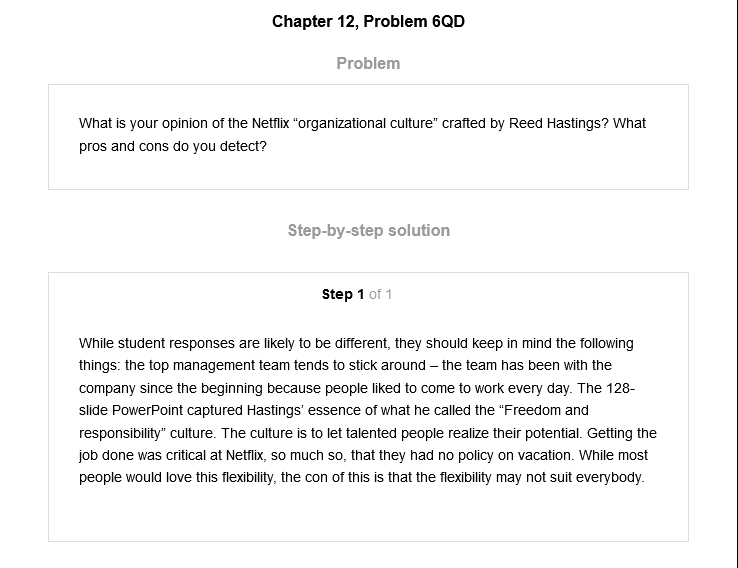 Chapter 12, Problem 6QD
Problem
What is your opinion of the Netflix “organizational culture” crafted by Reed Hastings? What
pros and cons do you detect?
Step-by-step solution
Step 1 of 1
While student responses are likely to be different, they should keep in mind the following
things: the top management team tends to stick around – the team has been with the
company since the beginning because people liked to come to work every day. The 128-
slide PowerPoint captured Hastings’ essence of what he called the “Freedom and
responsibility” culture. The culture is to let talented people realize their potential. Getting the
job done was critical at Netflix, so much so, that they had no policy on vacation. While most
people would love this flexibility, the con of this is that the flexibility may not suit everybody.